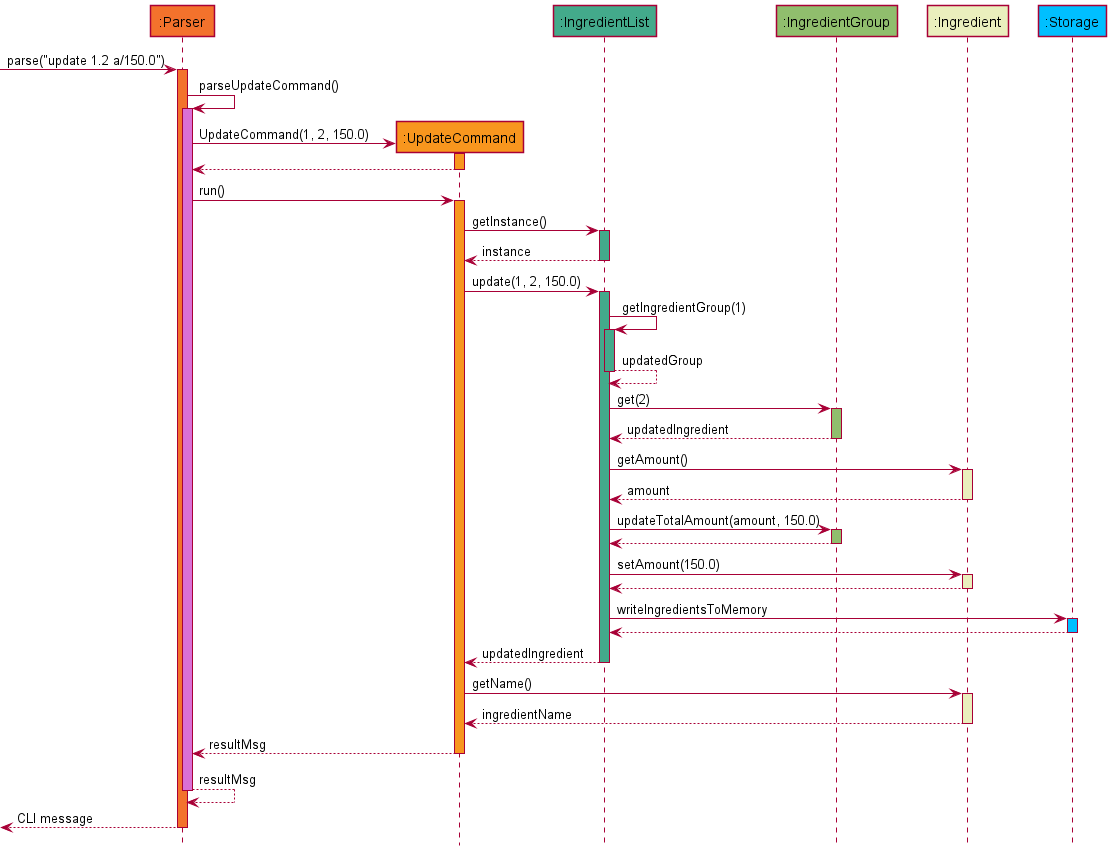 :Parser
:IngredientList
:IngredientGroup
:Ingredient
:Storage
parse("update 1.2 a/150.0")
parseUpdateCommand()
UpdateCommand(1, 2, 150.0)
:UpdateCommand
run()
getInstance()
instance
update(1, 2, 150.0)
getIngredientGroup(1)
updatedGroup
get(2)
updatedIngredient
getAmount()
amount
updateTotalAmount(amount, 150.0)
setAmount(150.0)
writeIngredientsToMemory
updatedIngredient
getName()
ingredientName
resultMsg
resultMsg
CLI message